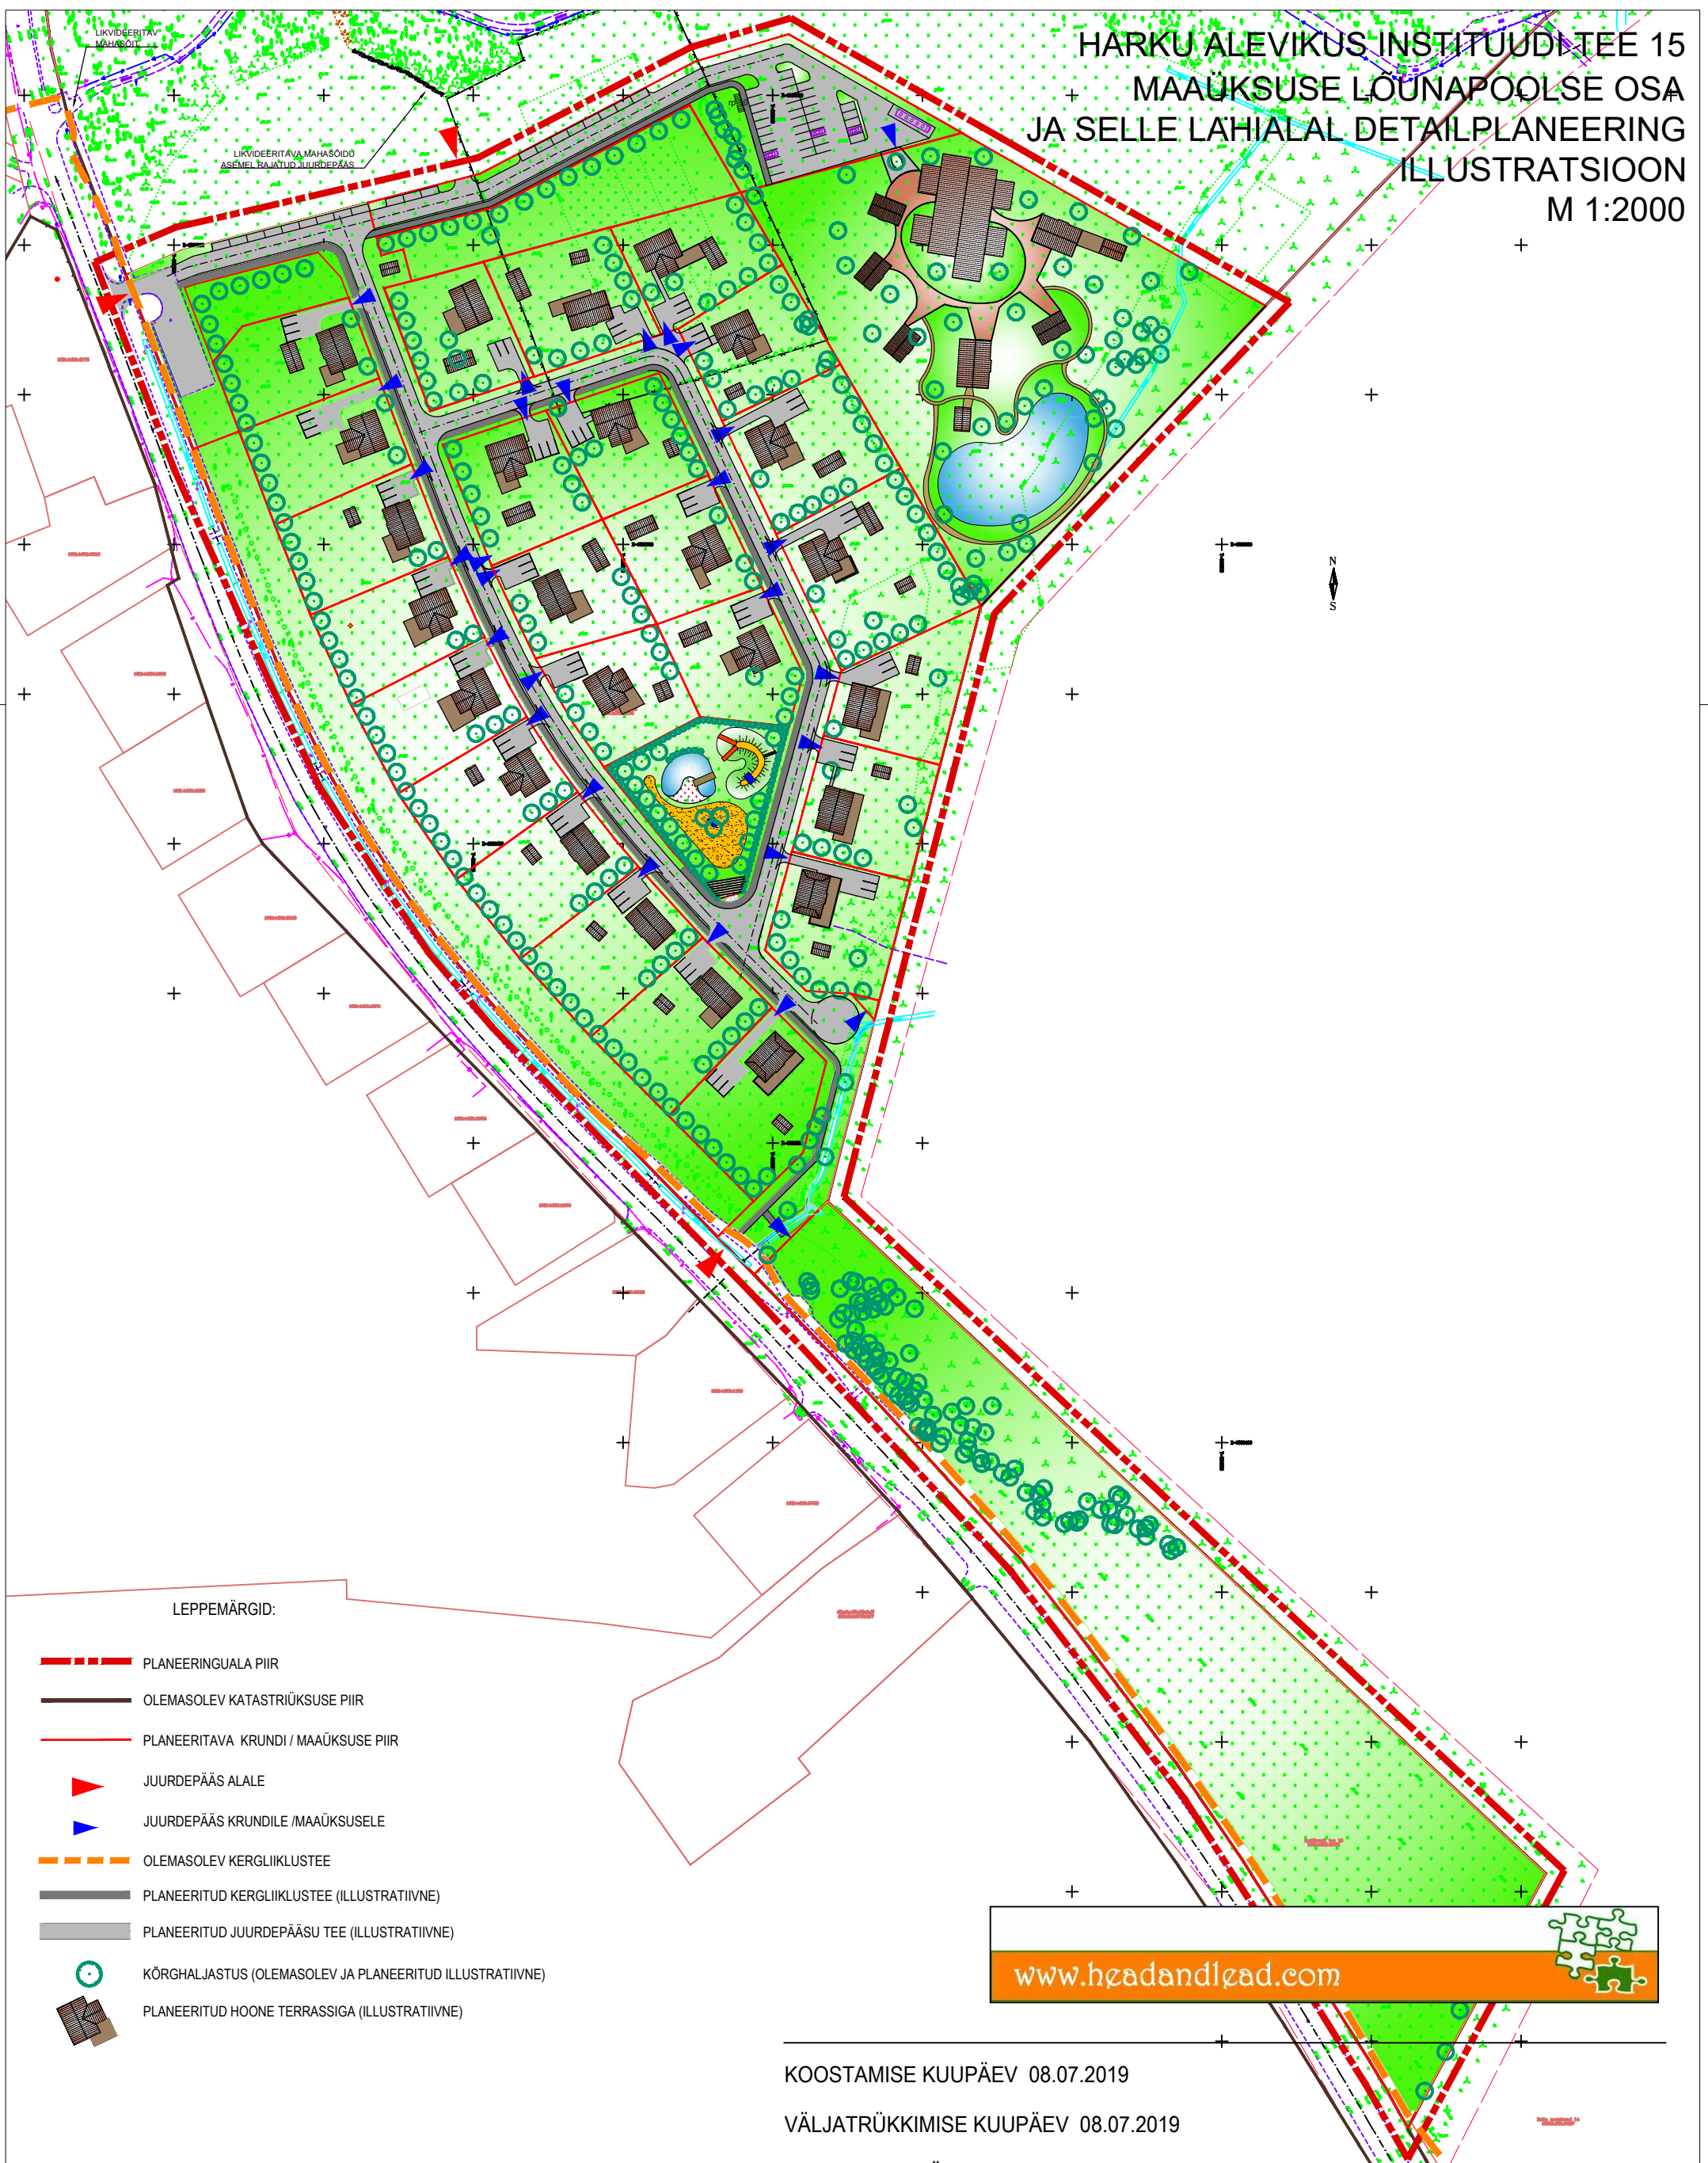 LIKVIDEERITAV
MAHASÕIT
HARKU ALEVIKUS INSTITUUDI TEE 15
MAAÜKSUSE LÕUNAPOOLSE OSA
JA SELLE LÄHIALAL DETAILPLANEERING
ILLUSTRATSIOON
M 1:2000
LIKVIDEERITAVA MAHASÕIDU
ASEMEL RAJATUD JUURDEPÄÄS
N
S
LEPPEMÄRGID:
PLANEERINGUALA PIIR
OLEMASOLEV KATASTRIÜKSUSE PIIR
PLANEERITAVA KRUNDI / MAAÜKSUSE PIIR
JUURDEPÄÄS ALALE
JUURDEPÄÄS KRUNDILE /MAAÜKSUSELE
OLEMASOLEV KERGLIIKLUSTEE
PLANEERITUD KERGLIIKLUSTEE (ILLUSTRATIIVNE)
PLANEERITUD JUURDEPÄÄSU TEE (ILLUSTRATIIVNE)
KÕRGHALJASTUS (OLEMASOLEV JA PLANEERITUD ILLUSTRATIIVNE)
PLANEERITUD HOONE TERRASSIGA (ILLUSTRATIIVNE)
www.headandlead.com
KOOSTAMISE KUUPÄEV 08.07.2019
VÄLJATRÜKKIMISE KUUPÄEV 08.07.2019